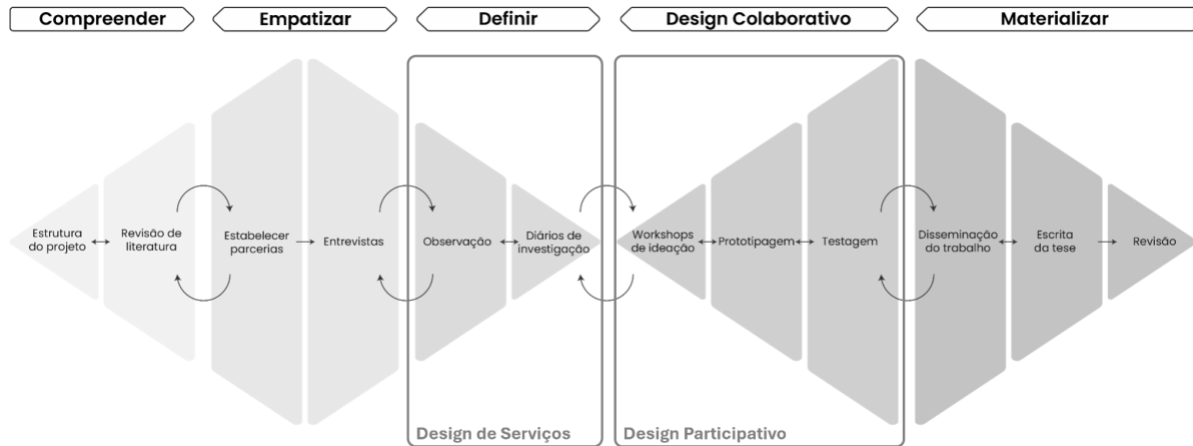 Compreender
Empatizar
Definir
Design Colaborativo
Materializar
Estrutura
do projeto
Revisão de
literatura
Estabelecer
parcerias
Entrevistas
Observação
Diários de
investigação
Workshops
de ideação
Prototipagem
Testagem
Disseminação
do trabalho
Escrita
da tese
Revisão
Design de Serviços
Design Participativo